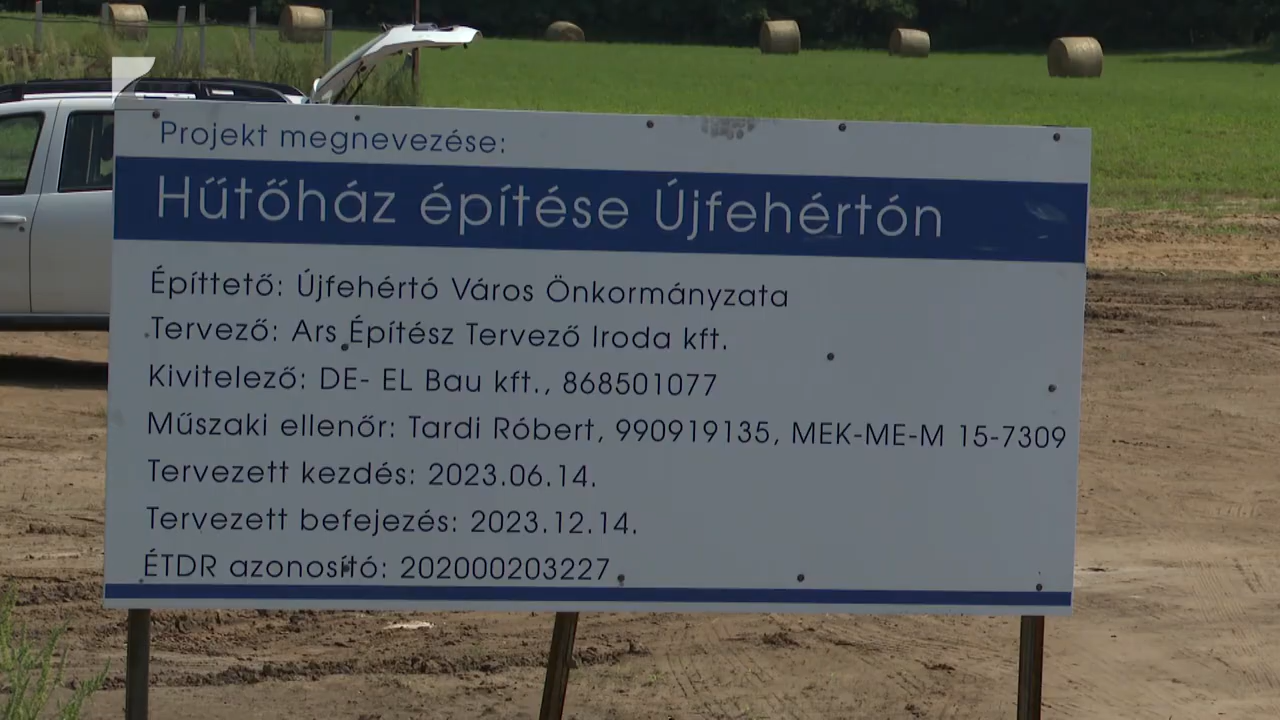 Projekt megnevezése:
Hűtőház építése Újfehértón
Építtető: Újfehértó Város Önkormányzata
Tervező: Ars Építész Tervező Iroda kft.
Kivitelező: DE- EL Bau kft., 868501077
Műszaki ellenőr: Tardi Róbert, 990919135, MEK-ME-M 15-7309
Tervezett kezdés: 2023.06.14.
Tervezett befejezés: 2023.12.14.
ÉTDR azonosító: 202000203227